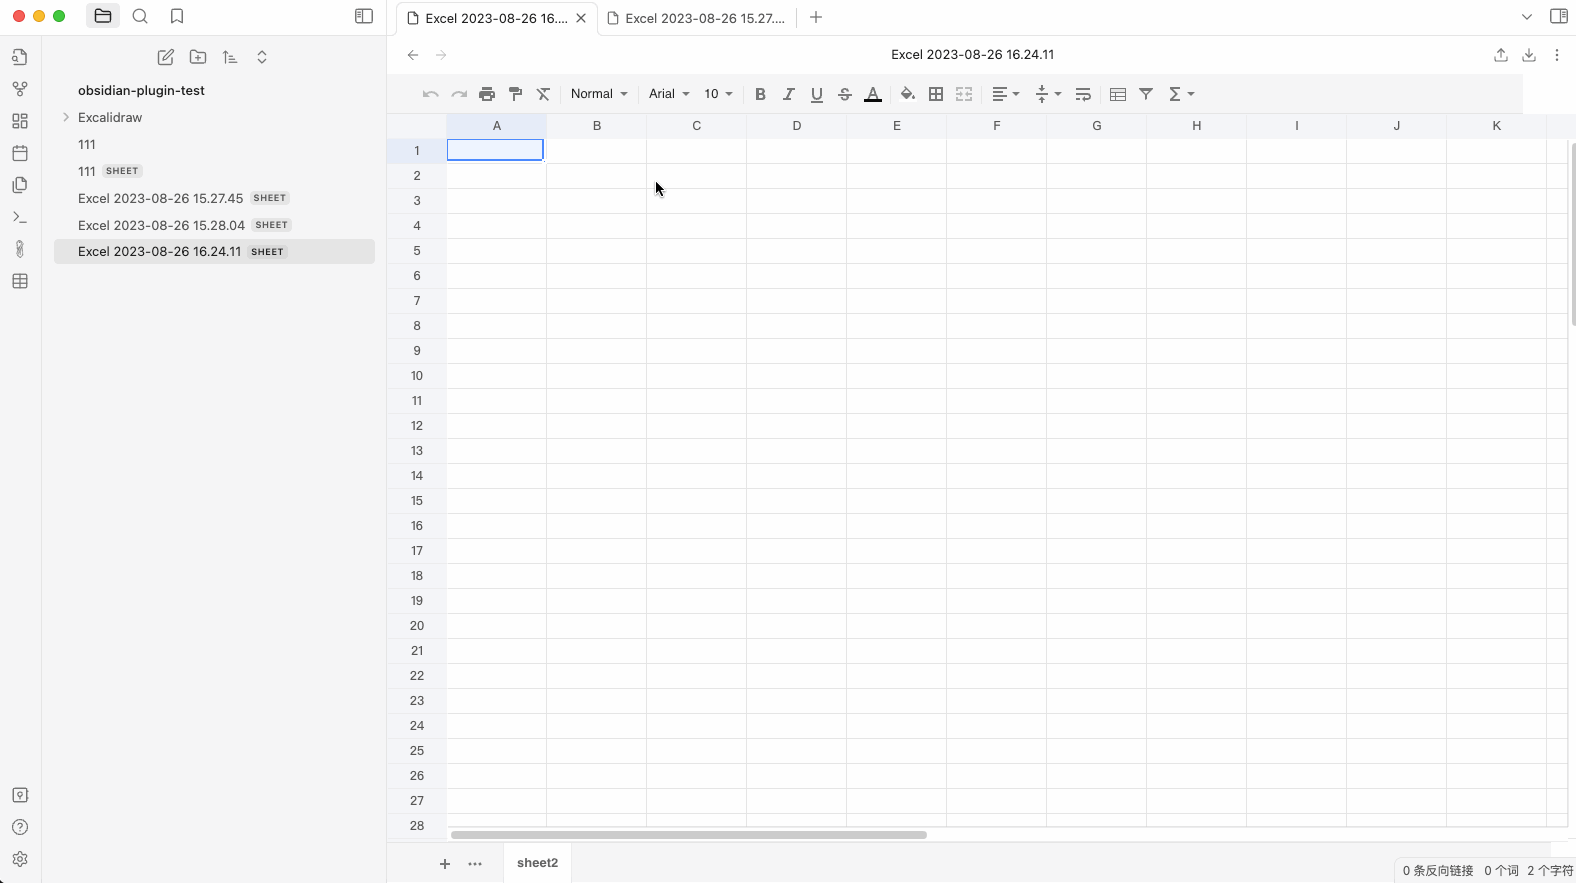 Excel 2023-08-26 16....
Excel 2023-08-26 15.27....
Excel 2023-08-26 16.24.11
obsidian-plugin-test
Excalidraw
111
111 SHEET
Excel 2023-08-26 15.27.45 SHEET
Excel 2023-08-26 15.28.04 SHEET
Excel 2023-08-26 16.24.11 SHEET
Normal Arial 10 B I U S A Σ
A B C D E F G H I J K
1
2
3
4
5
6
7
8
9
10
11
12
13
14
15
16
17
18
19
20
21
22
23
24
25
26
27
28
sheet2
0 条反向链接 0 个词 2 个字符